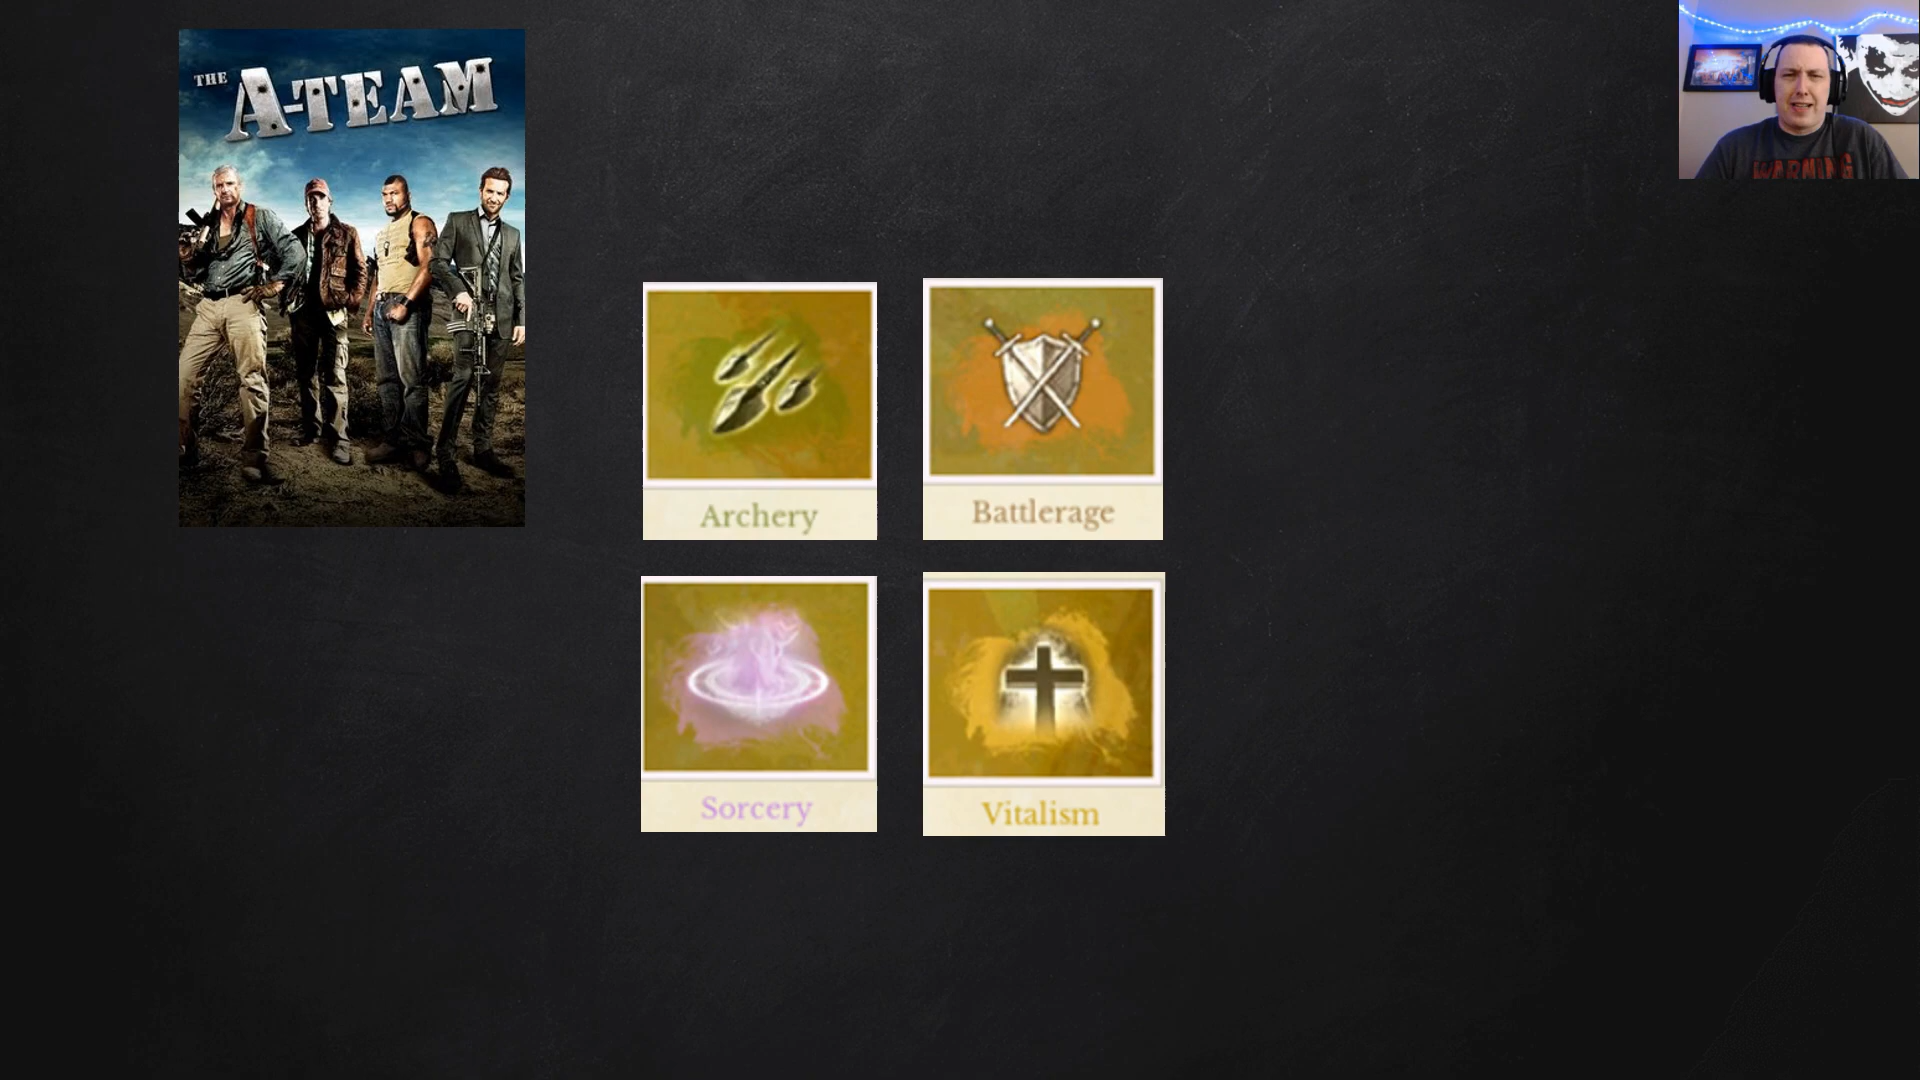 THE
A-TEAM
WARNING
Archery
Battlerage
Sorcery
Vitalism